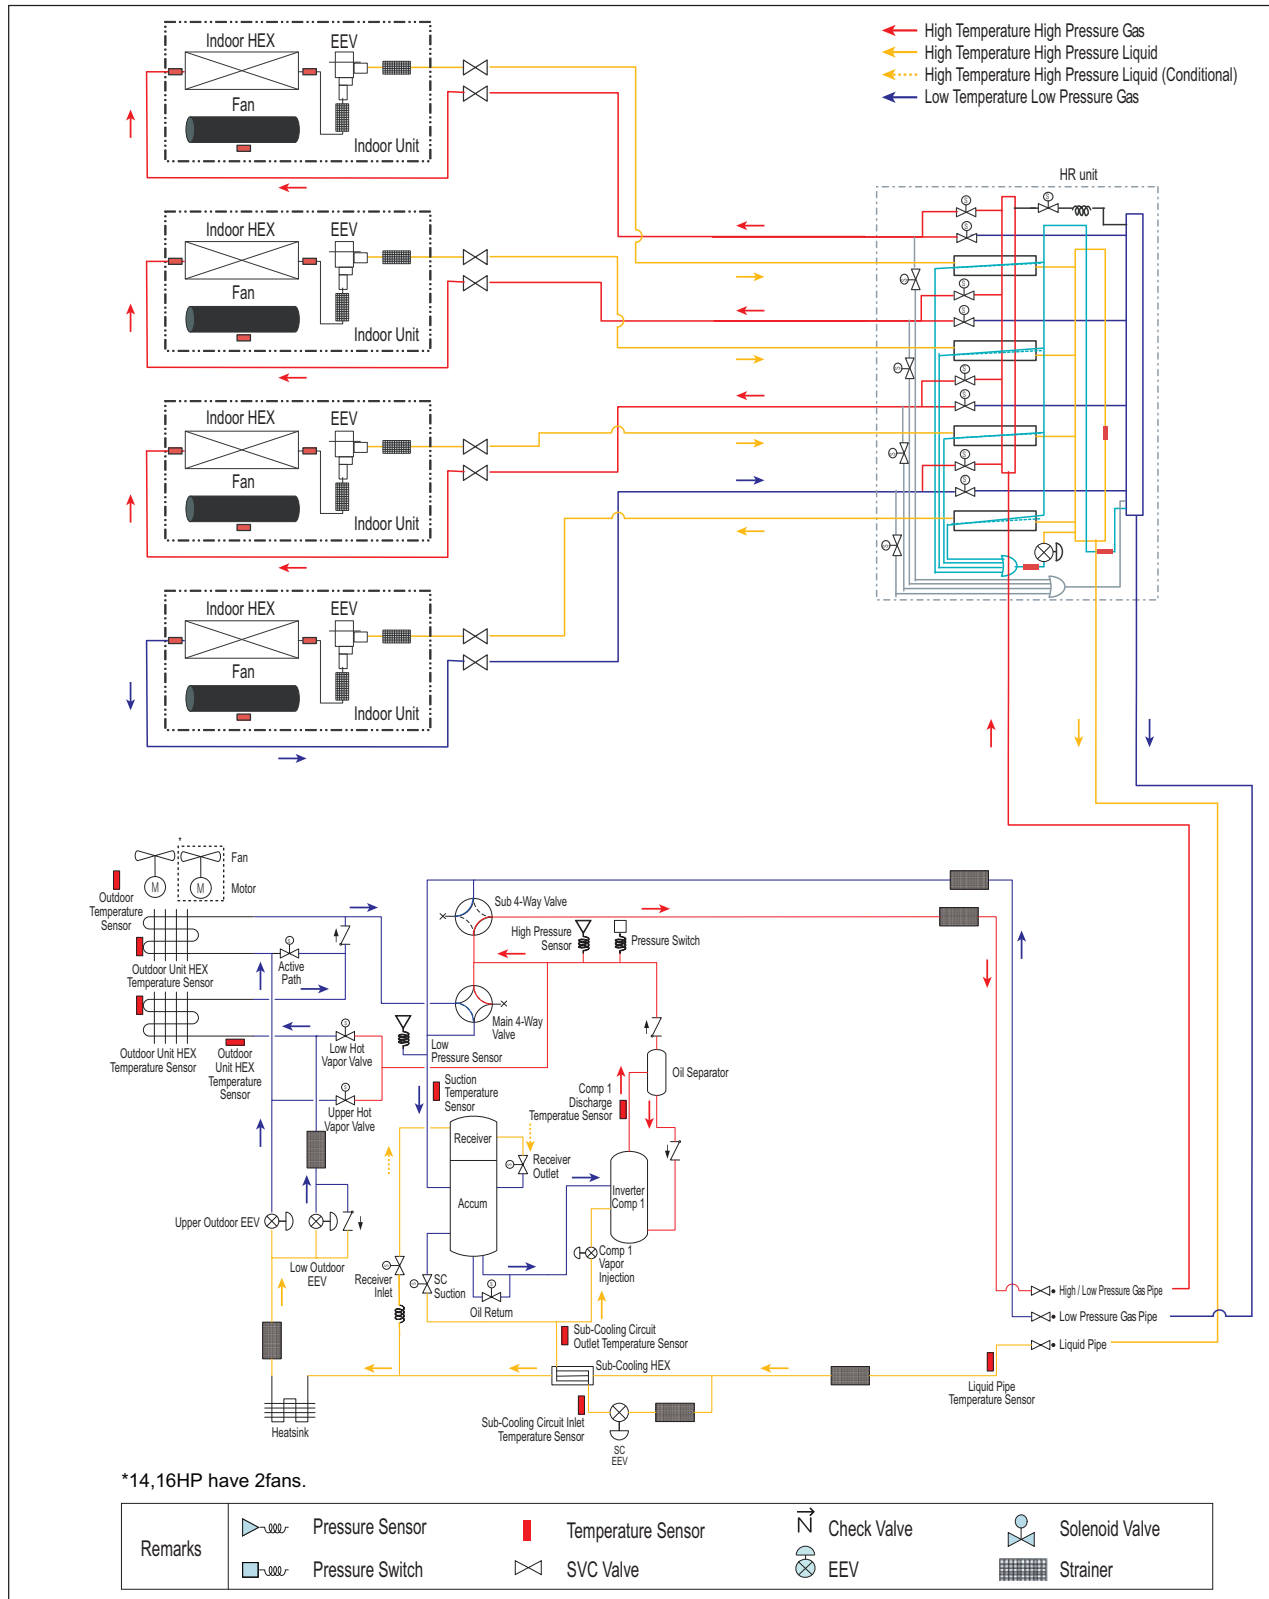 High Temperature High Pressure Gas
High Temperature High Pressure Liquid
High Temperature High Pressure Liquid (Conditional)
Low Temperature Low Pressure Gas
Indoor HEX
EEV
Fan
Indoor Unit
Indoor HEX
EEV
Fan
Indoor Unit
Indoor HEX
EEV
Fan
Indoor Unit
Indoor HEX
EEV
Fan
Indoor Unit
HR unit
S
S
S
S
S
S
S
S
S
S
S
S
S
*
Fan
M
M
Motor
Outdoor
Temperature
Sensor
Outdoor Unit HEX
Temperature Sensor
S
Active
Path
Outdoor Unit HEX
Temperature Sensor
Outdoor
Unit HEX
Temperature
Sensor
S
Low Hot
Vapor Valve
S
Upper Hot
Vapor Valve
Sub 4-Way Valve
High Pressure
Sensor
Pressure Switch
Main 4-Way
Valve
Low
Pressure Sensor
Suction
Temperature
Sensor
Oil Separator
Comp 1
Discharge
Temperatue Sensor
Receiver
S
Receiver
Outlet
Accum
Inverter
Comp 1
Upper Outdoor EEV
Low Outdoor
EEV
S
Receiver
Inlet
S
SC
Suction
S
Oil Return
Comp 1
Vapor
Injection
Sub-Cooling Circuit
Outlet Temperature Sensor
Sub-Cooling HEX
Sub-Cooling Circuit Inlet
Temperature Sensor
SC
EEV
Heatsink
High / Low Pressure Gas Pipe
Low Pressure Gas Pipe
Liquid Pipe
Liquid Pipe
Temperature Sensor
*14,16HP have 2fans.
Remarks
Pressure Sensor
Temperature Sensor
Check Valve
Solenoid Valve
Pressure Switch
SVC Valve
EEV
Strainer